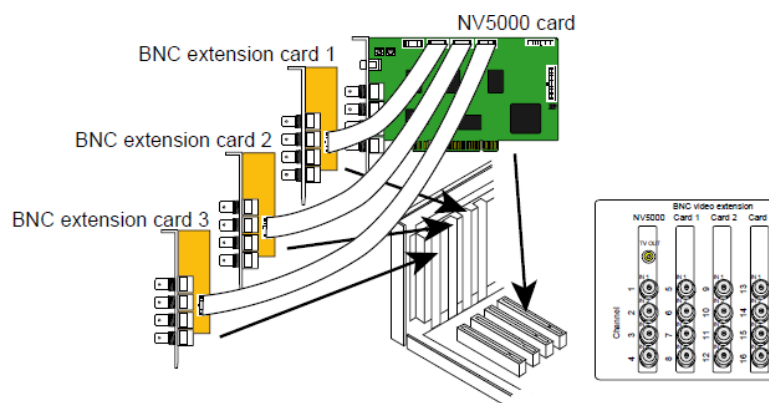 NV5000 card
BNC extension card 1
BNC extension card 2
BNC extension card 3
BNC video extension
NV5000 Card 1 Card 2 Card
TV OUT
IN 1 IN 1 IN 1 IN 1
Channel
1 5 9 13
2 6 10 14
3 7 11 15
4 8 12 16